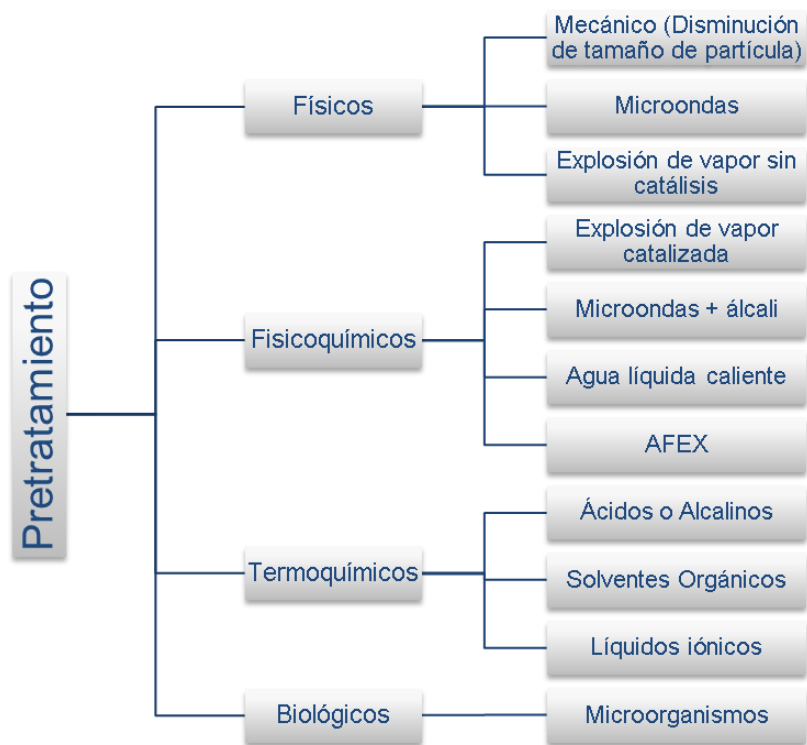 Pretratamiento
Físicos
Mecánico (Disminución
de tamaño de partícula)
Microondas
Explosión de vapor sin
catálisis
Fisicoquímicos
Explosión de vapor
catalizada
Microondas + álcali
Agua líquida caliente
AFEX
Termoquímicos
Ácidos o Alcalinos
Solventes Orgánicos
Líquidos iónicos
Biológicos
Microorganismos